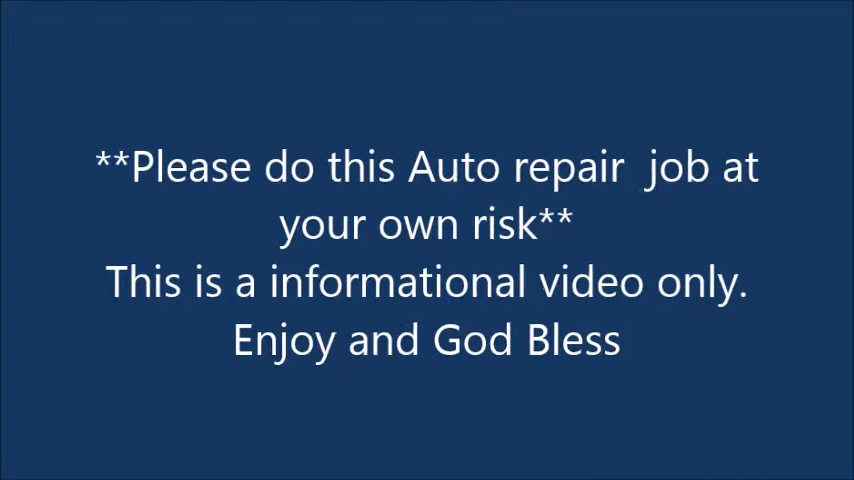 **Please do this Auto repair  job at
your own risk**
This is a informational video only.
Enjoy and God Bless